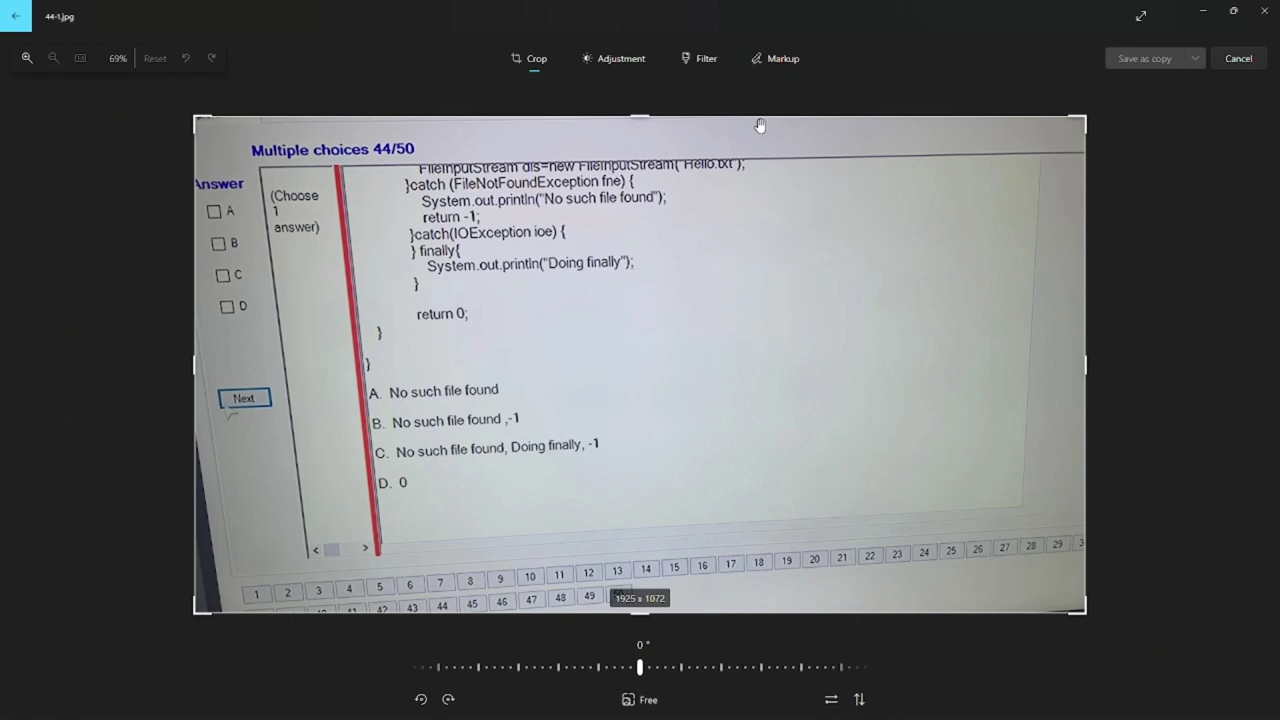 44-1.jpg
69%
Reset
Crop
Adjustment
Filter
Markup
Save as copy
Cancel
Multiple choices 44/50
Answer
A
B
C
D
(Choose
1
answer)
FileInputStream dis=new FileInputStream("Hello.txt");
}catch (FileNotFoundException fne) {
System.out.println("No such file found");
return -1;
}catch(IOException ioe) {
} finally{
System.out.println("Doing finally");
}
return 0;
}
}
Next
A. No such file found
B. No such file found ,-1
C. No such file found, Doing finally, -1
D. 0
< >
1 2 3 4 5 6 7 8 9 10 11 12 13 14 15 16 17 18 19 20 21 22 23 24 25 26 27 28 29
42 43 44 45 46 47 48 49
1925 x 1072
0 °
Free